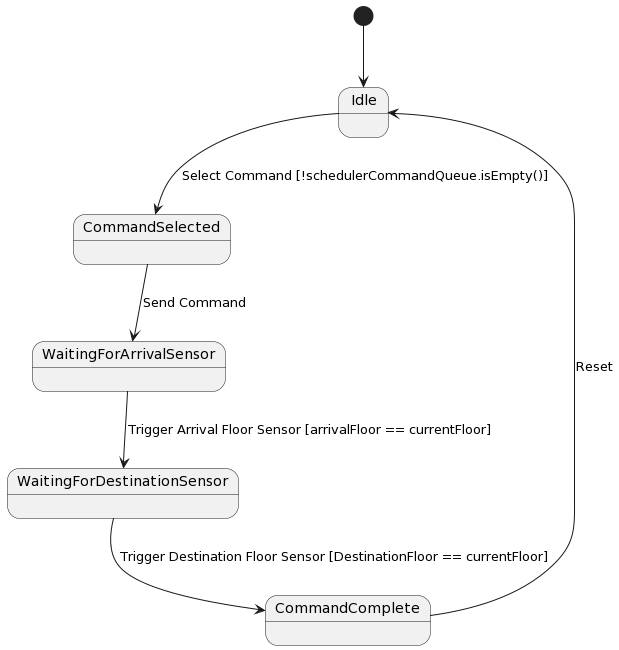 Idle
Select Command [!schedulerCommandQueue.isEmpty()]
CommandSelected
Send Command
WaitingForArrivalSensor
Reset
Trigger Arrival Floor Sensor [arrivalFloor == currentFloor]
WaitingForDestinationSensor
Trigger Destination Floor Sensor [DestinationFloor == currentFloor]
CommandComplete